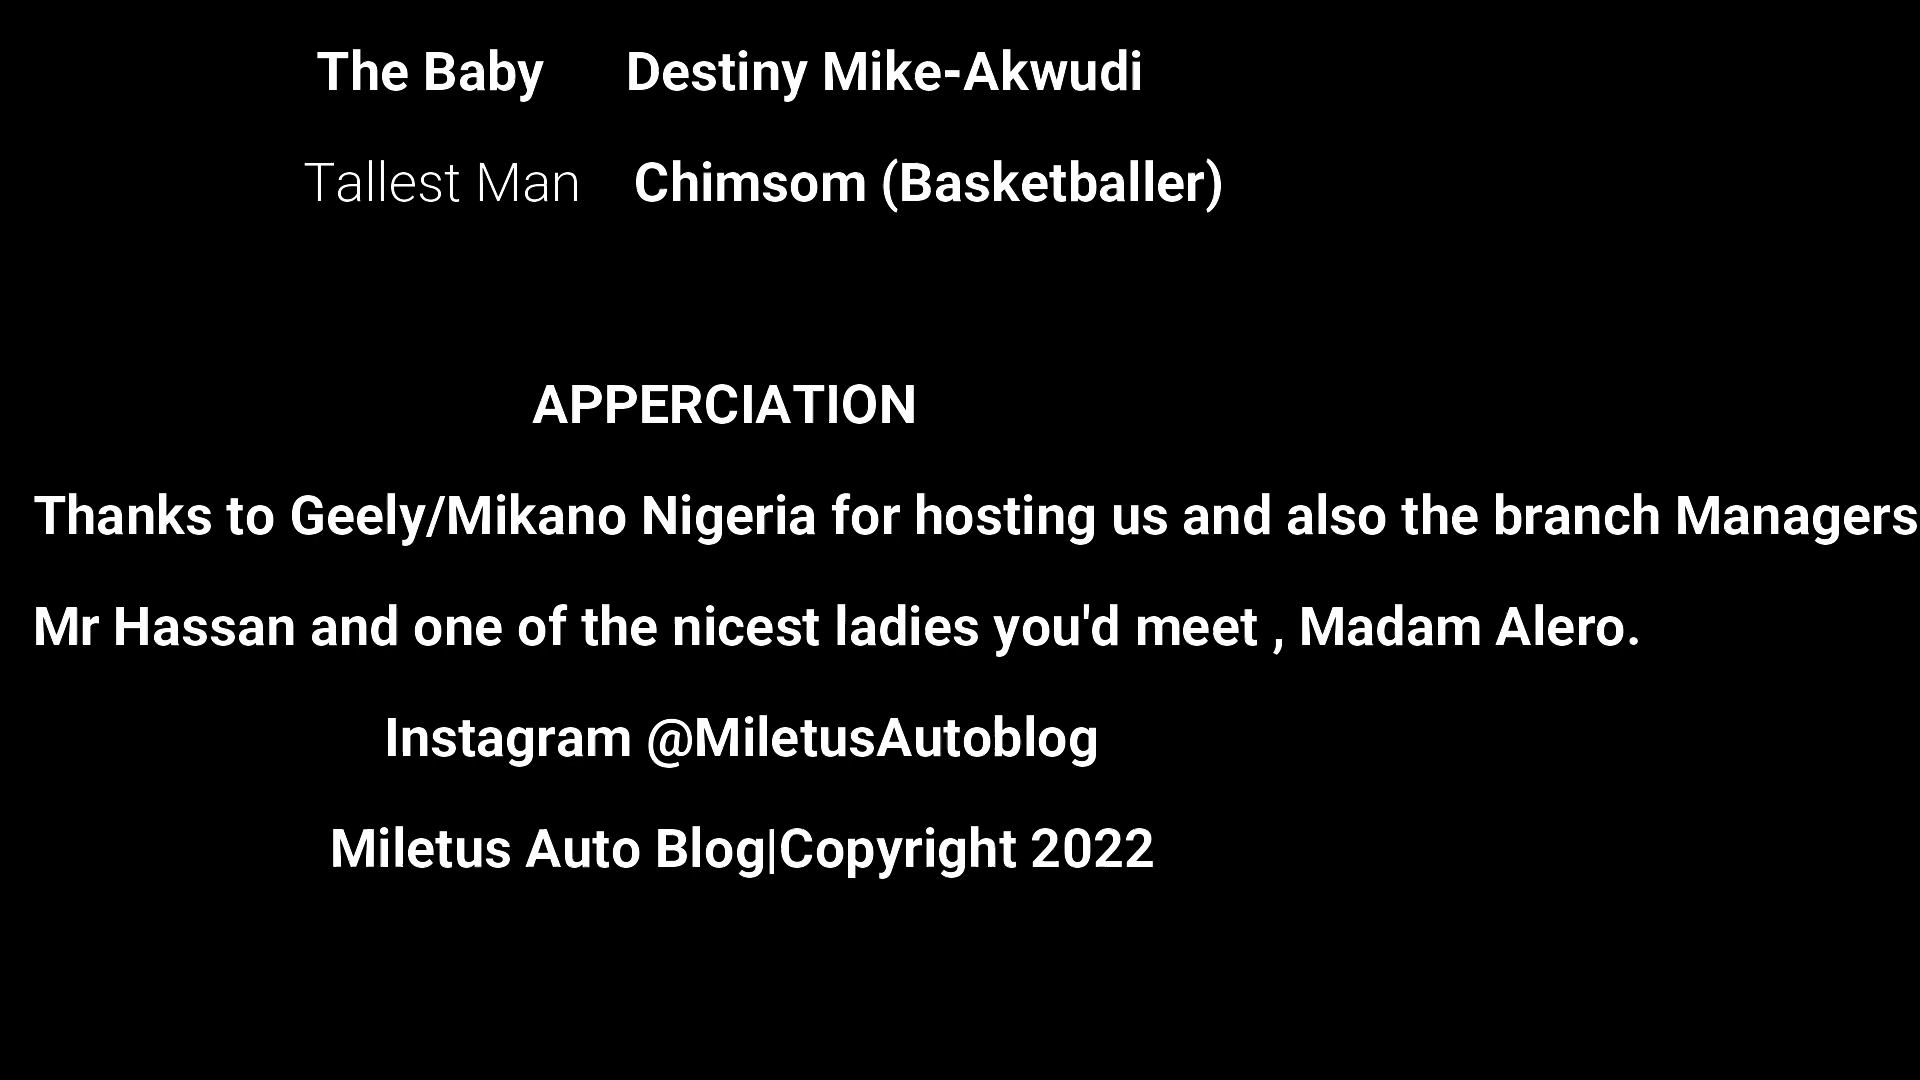 The Baby Destiny Mike-Akwudi
Tallest Man Chimsom (Basketballer)
APPERCIATION
Thanks to Geely/Mikano Nigeria for hosting us and also the branch Managers
Mr Hassan and one of the nicest ladies you'd meet , Madam Alero.
Instagram @MiletusAutoblog
Miletus Auto Blog|Copyright 2022